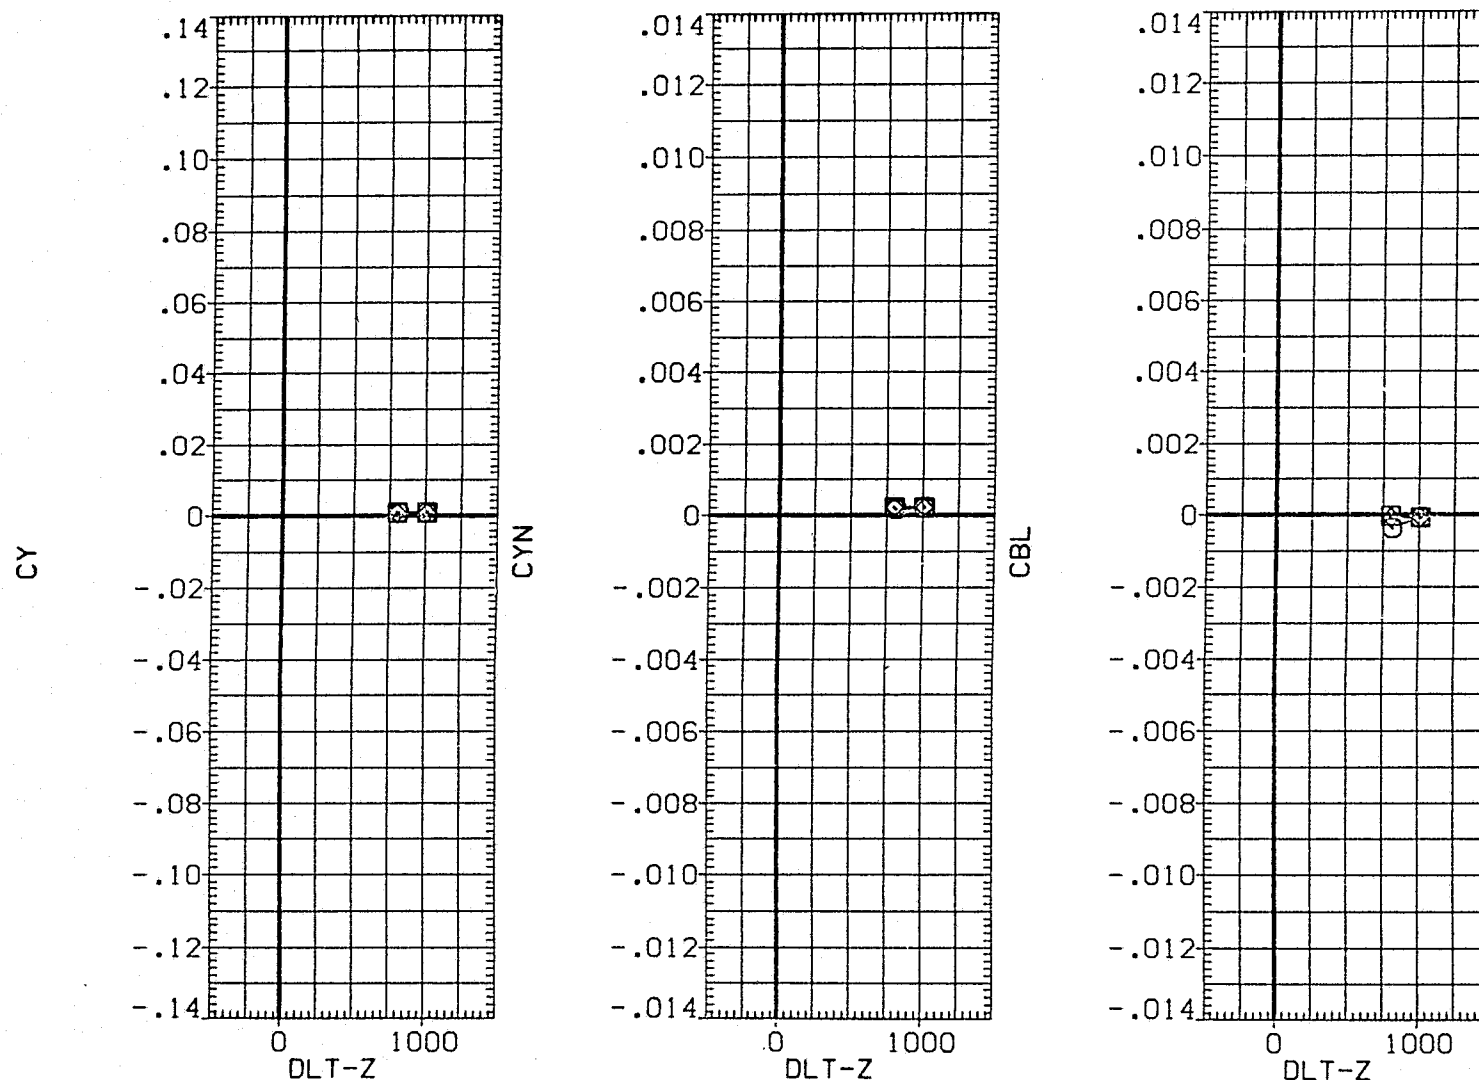 .14 .014 .014
.12 .012 .012
.10 .010 .010
.08 .008 .008
.06 .006 .006
.04 .004 .004
.02 .002 .002
0 0 0
CY CYN CBL
-.02 -.002 -.002
-.04 -.004 -.004
-.06 -.006 -.006
-.08 -.008 -.008
-.10 -.010 -.010
-.12 -.012 -.012
-.14 -.014 -.014
0 1000 0 1000 0 1000
DLT-Z DLT-Z DLT-Z